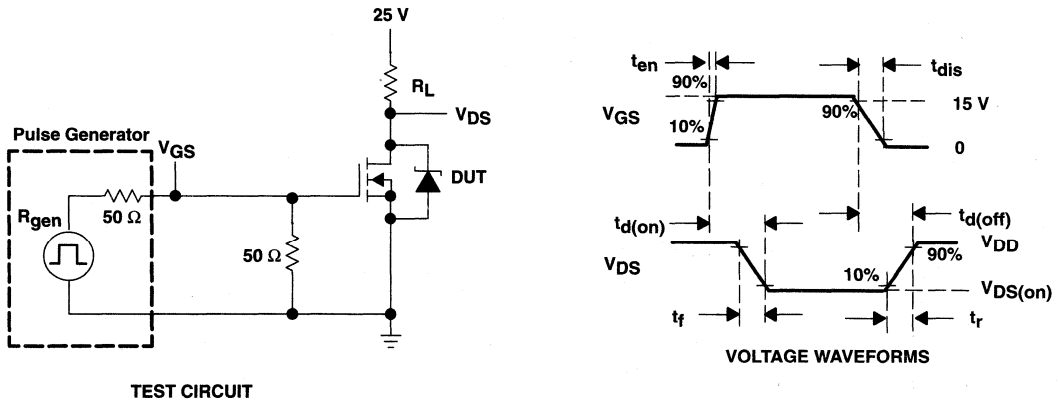 25 V
RL
VDS
Pulse Generator
VGS
DUT
Rgen
50 Ω
50 Ω
TEST CIRCUIT
ten
tdis
90%
VGS
90%
15 V
10%
0
td(on)
td(off)
VDD
VDS
90%
10%
VDS(on)
tf
tr
VOLTAGE WAVEFORMS